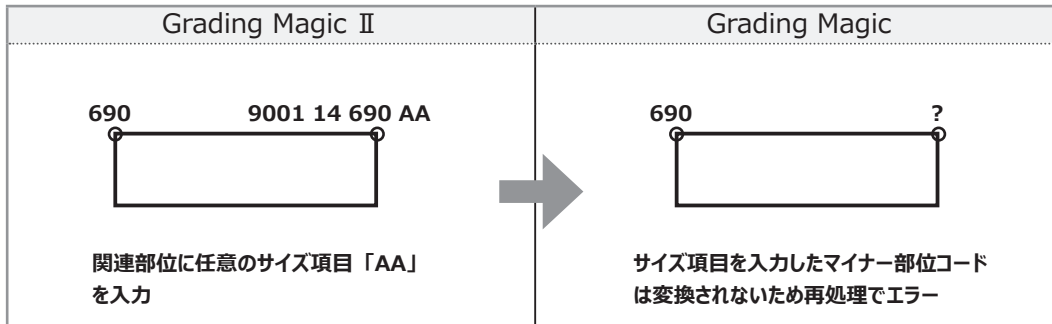 Grading Magic Ⅱ
Grading Magic
690
9001 14 690 AA
690
?
関連部位に任意のサイズ項目「AA」
を入力
サイズ項目を入力したマイナー部位コード
は変換されないため再処理でエラー